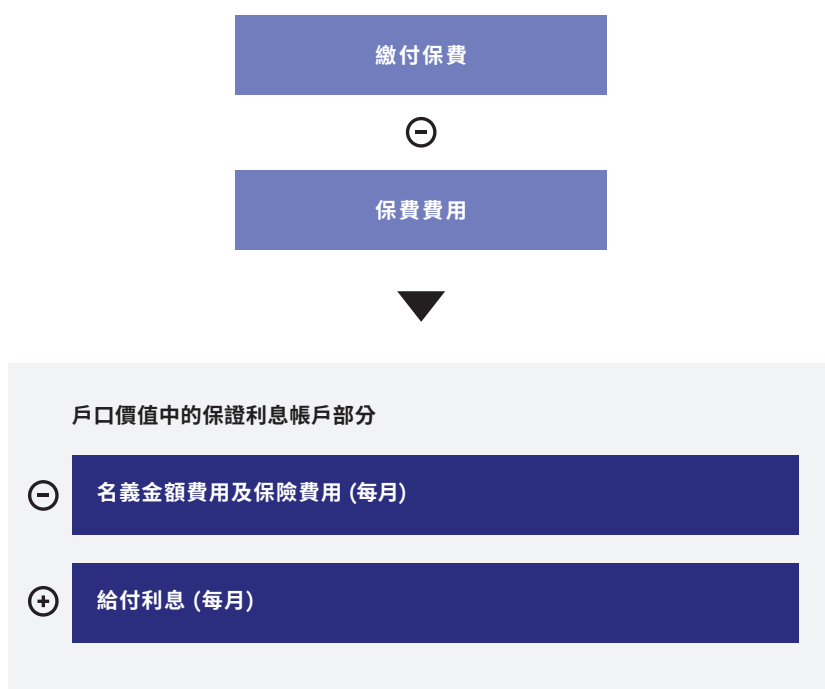 繳付保費
保費費用
戶口價值中的保證利息帳戶部分
名義金額費用及保險費用 (每月)
給付利息 (每月)